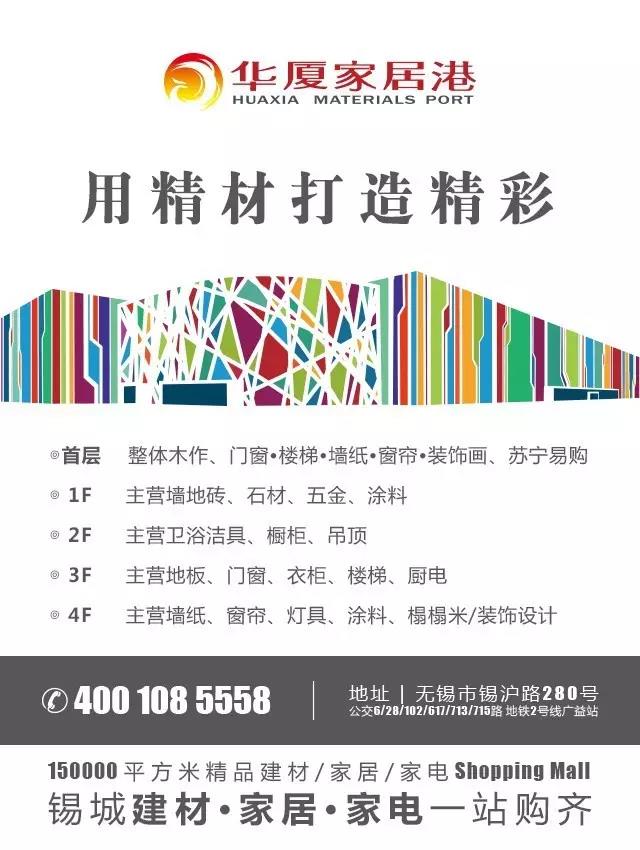 华厦家居港
HUAXIA MATERIALS PORT
用精材打造精彩
首层 整体木作、门窗•楼梯•墙纸•窗帘•装饰画、苏宁易购
1F 主营墙地砖、石材、五金、涂料
2F 主营卫浴洁具、橱柜、吊顶
3F 主营地板、门窗、衣柜、楼梯、厨电
4F 主营墙纸、窗帘、灯具、涂料、榻榻米/装饰设计
400 108 5558
地址 | 无锡市锡沪路280号
公交6/28/102/617/713/715路 地铁2号线广益站
150000 平方米精品建材/家居/家电 Shopping Mall
锡城建材•家居•家电一站购齐